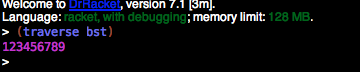 Welcome to DrRacket, version 7.1 [3m].
Language: racket, with debugging; memory limit: 128 MB.
> (traverse bst)
123456789
>